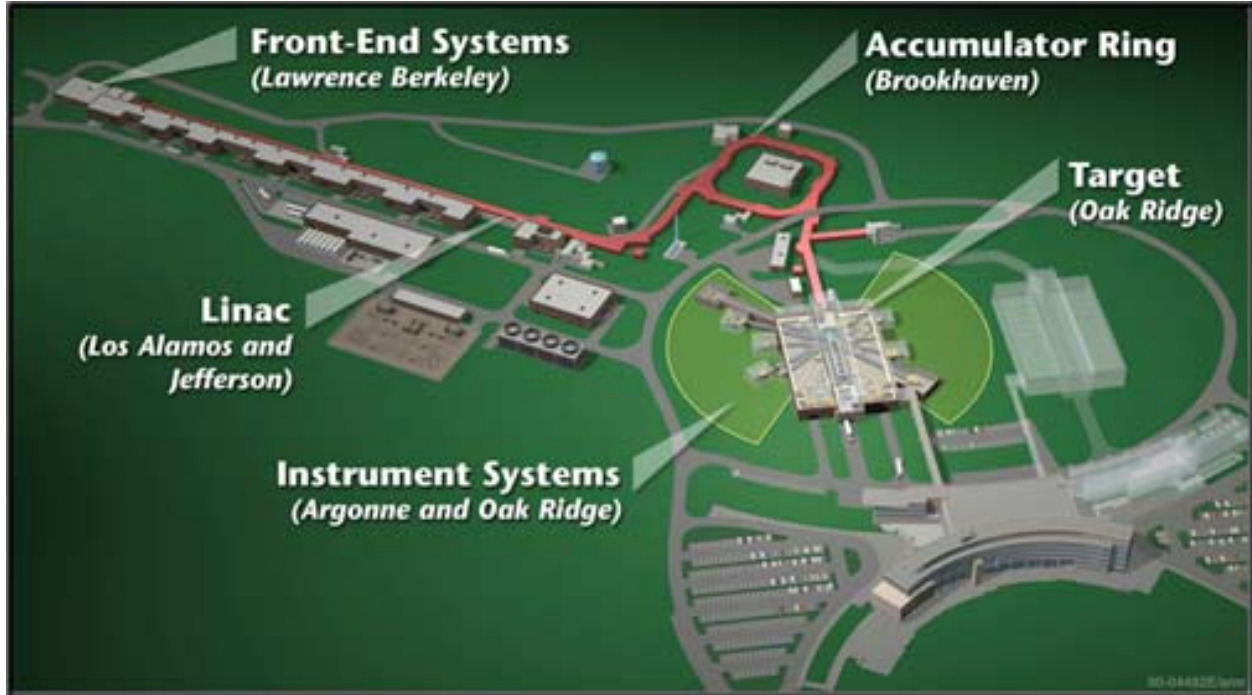 Front-End Systems
(Lawrence Berkeley)
Accumulator Ring
(Brookhaven)
Target
(Oak Ridge)
Linac
(Los Alamos and
Jefferson)
Instrument Systems
(Argonne and Oak Ridge)